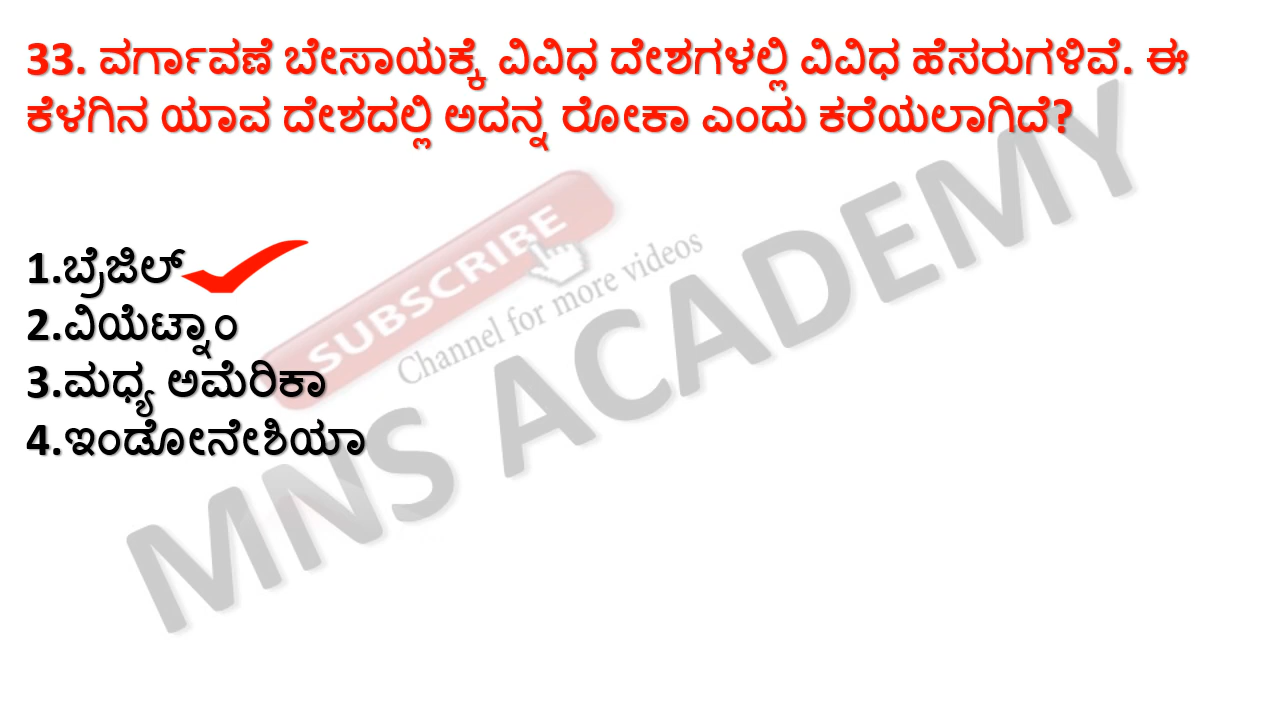 33. ವರ್ಗಾವಣೆ ಬೇಸಾಯಕ್ಕೆ ವಿವಿಧ ದೇಶಗಳಲ್ಲಿ ವಿವಿಧ ಹೆಸರುಗಳಿವೆ. ಈ
ಕೆಳಗಿನ ಯಾವ ದೇಶದಲ್ಲಿ ಅದನ್ನ ರೋಕಾ ಎಂದು ಕರೆಯಲಾಗಿದೆ?
1.ಬ್ರೆಜಿಲ್
2.ವಿಯೆಟ್ನಾಂ
3.ಮಧ್ಯ ಅಮೆರಿಕಾ
4.ಇಂಡೋನೇಶಿಯಾ
SUBSCRIBE
Channel for more videos
MNS ACADEMY